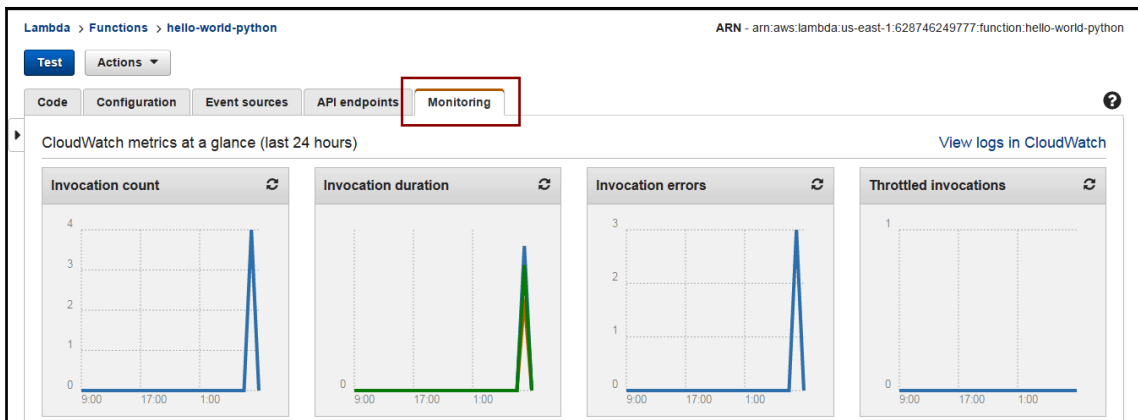 Lambda > Functions > hello-world-python
ARN - arn:aws:lambda:us-east-1:628746249777:function:hello-world-python
Test Actions
Code Configuration Event sources API endpoints Monitoring
CloudWatch metrics at a glance (last 24 hours) View logs in CloudWatch
Invocation count
4
3
2
1
0
9:00 17:00 1:00
Invocation duration
0
9:00 17:00 1:00
Invocation errors
3
2
1
0
9:00 17:00 1:00
Throttled invocations
1
0
9:00 17:00 1:00